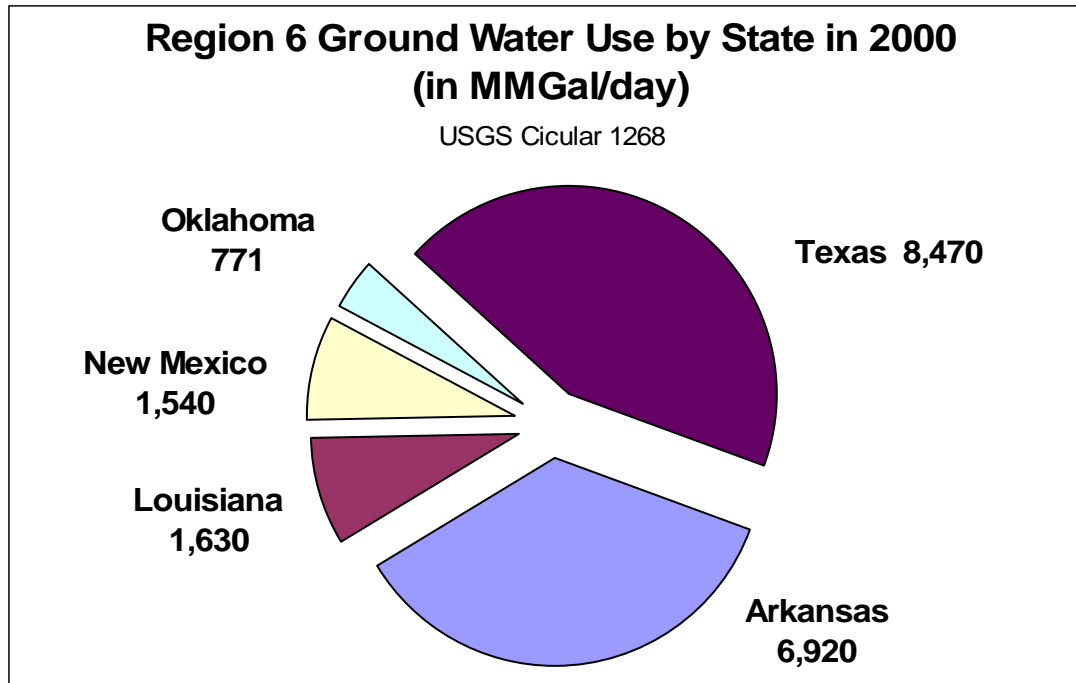 Region 6 Ground Water Use by State in 2000
(in MMGal/day)
USGS Cicular 1268
Oklahoma
771
Texas 8,470
New Mexico
1,540
Louisiana
1,630
Arkansas
6,920